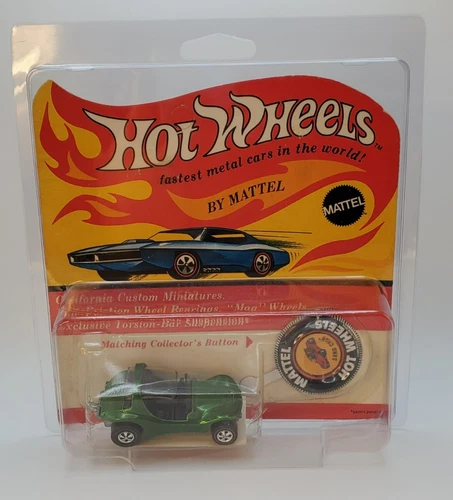 HOT WHEELS
TM
fastest metal cars in the world!
BY MATTEL
MATTEL
California Custom Miniatures.
Friction Wheel Bearings, "Mag" Wheels.
Exclusive Torsion-Bar Suspension
Matching Collector's Button
HOT WHEELS
MATTEL